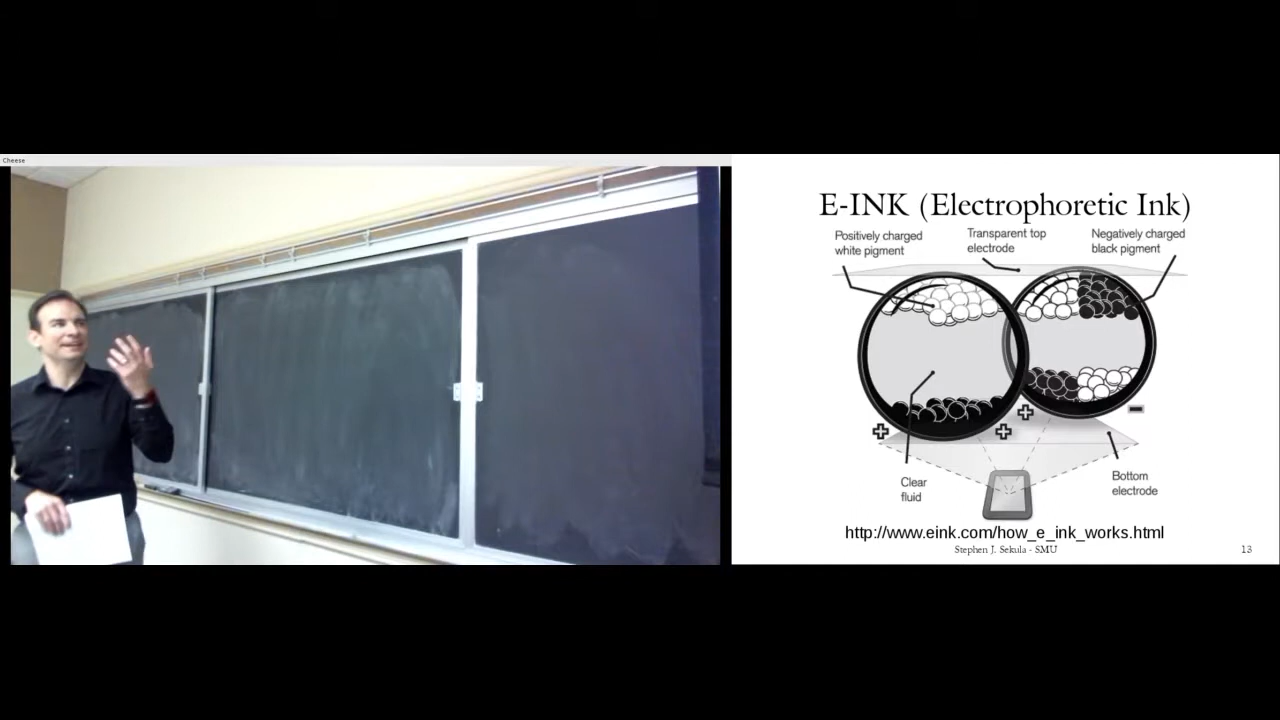 Cheese
E-INK (Electrophoretic Ink)
Positively charged
white pigment
Transparent top
electrode
Negatively charged
black pigment
Clear
fluid
Bottom
electrode
http://www.eink.com/how_e_ink_works.html
Stephen J. Sekula - SMU
13